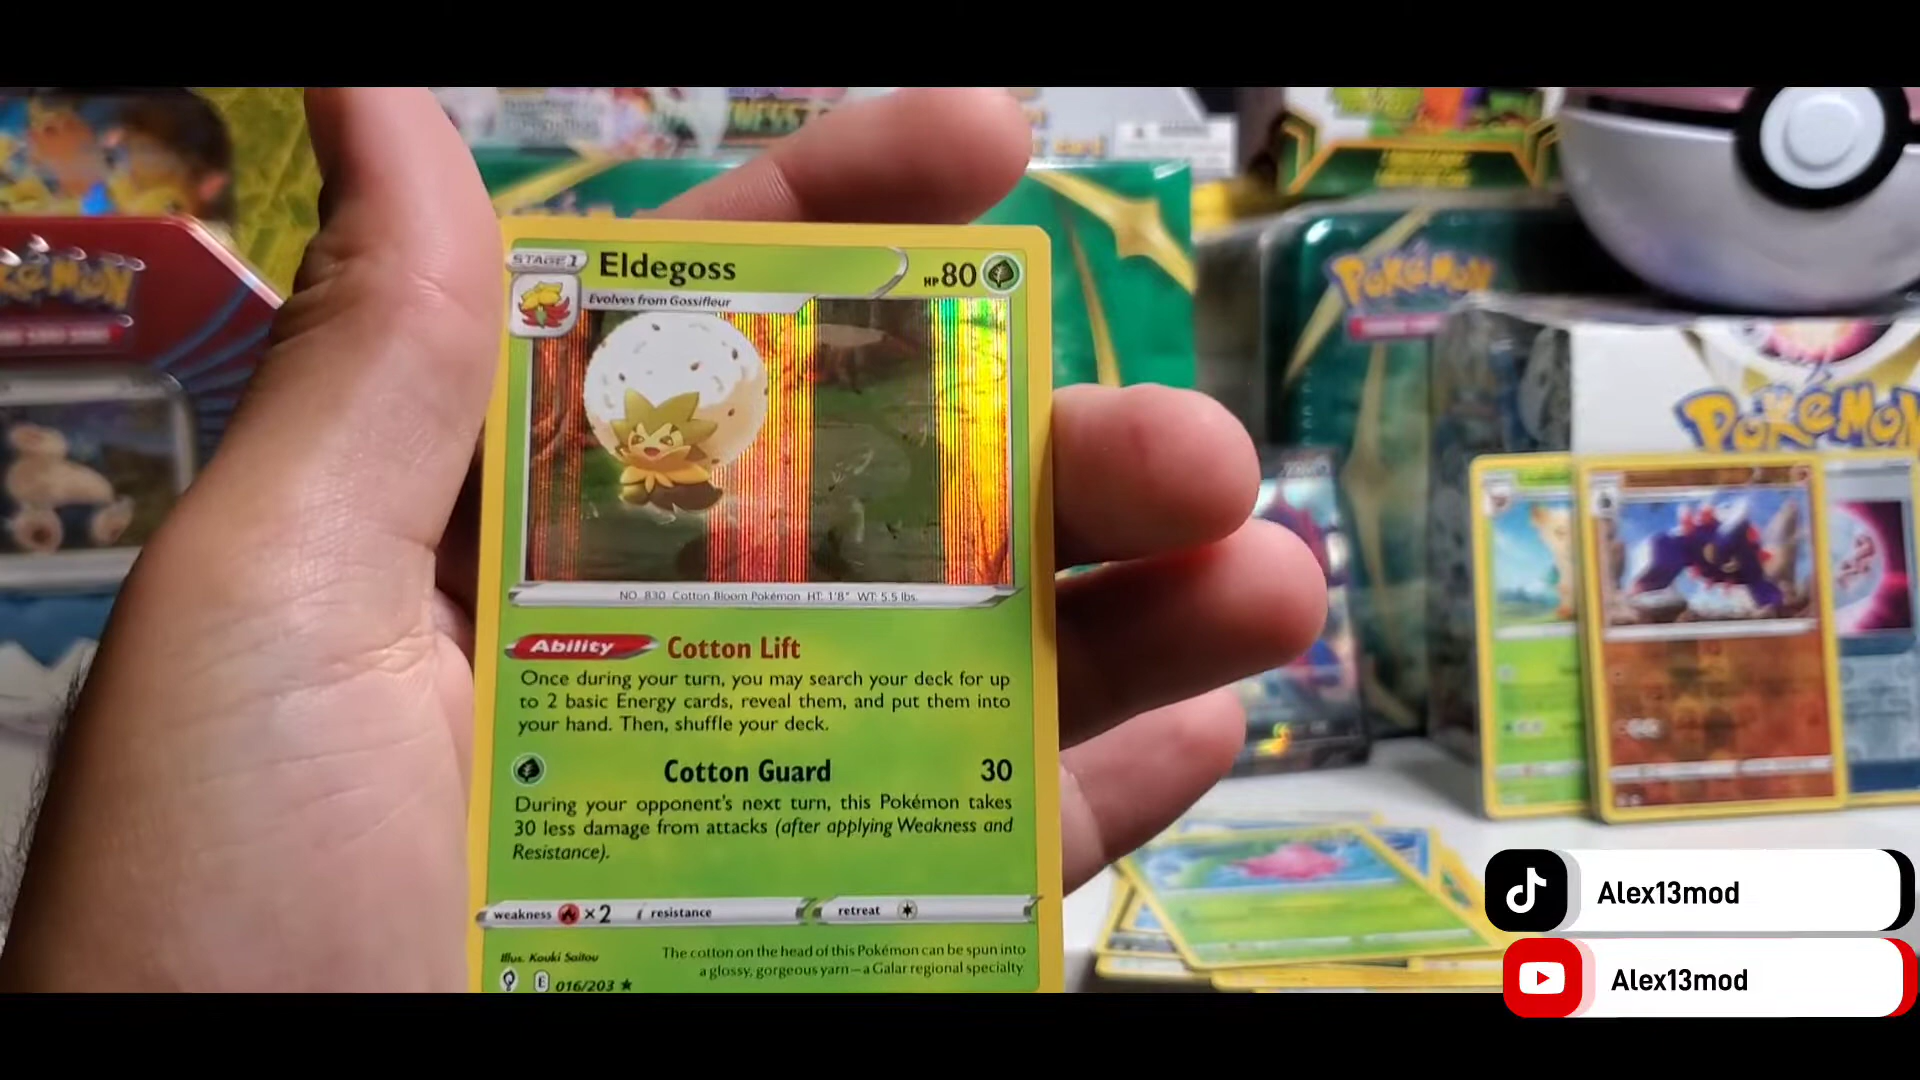 STAGE 1
Eldegoss
HP 80
Evolves from Gossifleur
NO. 830 Cotton Bloom Pokémon HT: 1'8" WT: 5.5 lbs.
Ability Cotton Lift
Once during your turn, you may search your deck for up
to 2 basic Energy cards, reveal them, and put them into
your hand. Then, shuffle your deck.
Cotton Guard 30
During your opponent's next turn, this Pokémon takes
30 less damage from attacks (after applying Weakness and
Resistance).
weakness ×2 resistance retreat
Illus. Kouki Saitou
The cotton on the head of this Pokémon can be spun into
a glossy, gorgeous yarn—a Galar regional specialty
E 016/203 ★
POKÉMON
POKÉMON
Alex13mod
Alex13mod